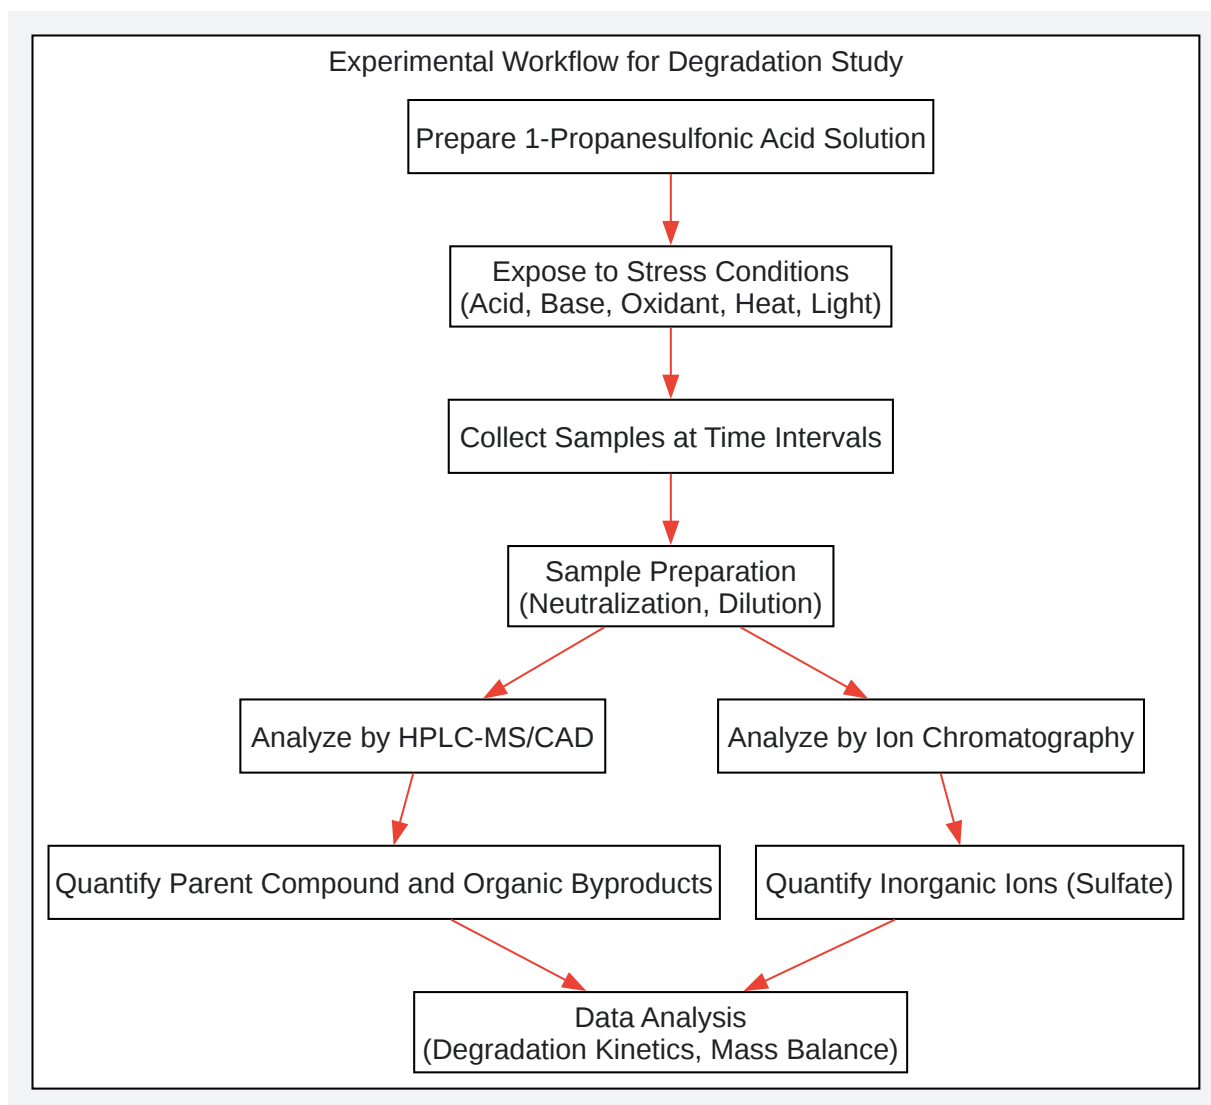 Experimental Workflow for Degradation Study
Prepare 1-Propanesulfonic Acid Solution
Expose to Stress Conditions
(Acid, Base, Oxidant, Heat, Light)
Collect Samples at Time Intervals
Sample Preparation
(Neutralization, Dilution)
Analyze by HPLC-MS/CAD
Analyze by Ion Chromatography
Quantify Parent Compound and Organic Byproducts
Quantify Inorganic Ions (Sulfate)
Data Analysis
(Degradation Kinetics, Mass Balance)